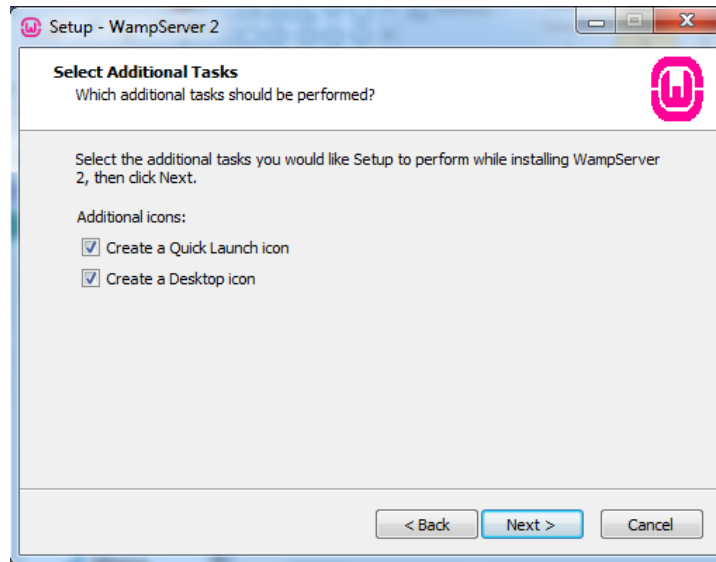 Setup - WampServer 2
Select Additional Tasks
Which additional tasks should be performed?
Select the additional tasks you would like Setup to perform while installing WampServer
2, then click Next.
Additional icons:
Create a Quick Launch icon
Create a Desktop icon
< Back
Next >
Cancel